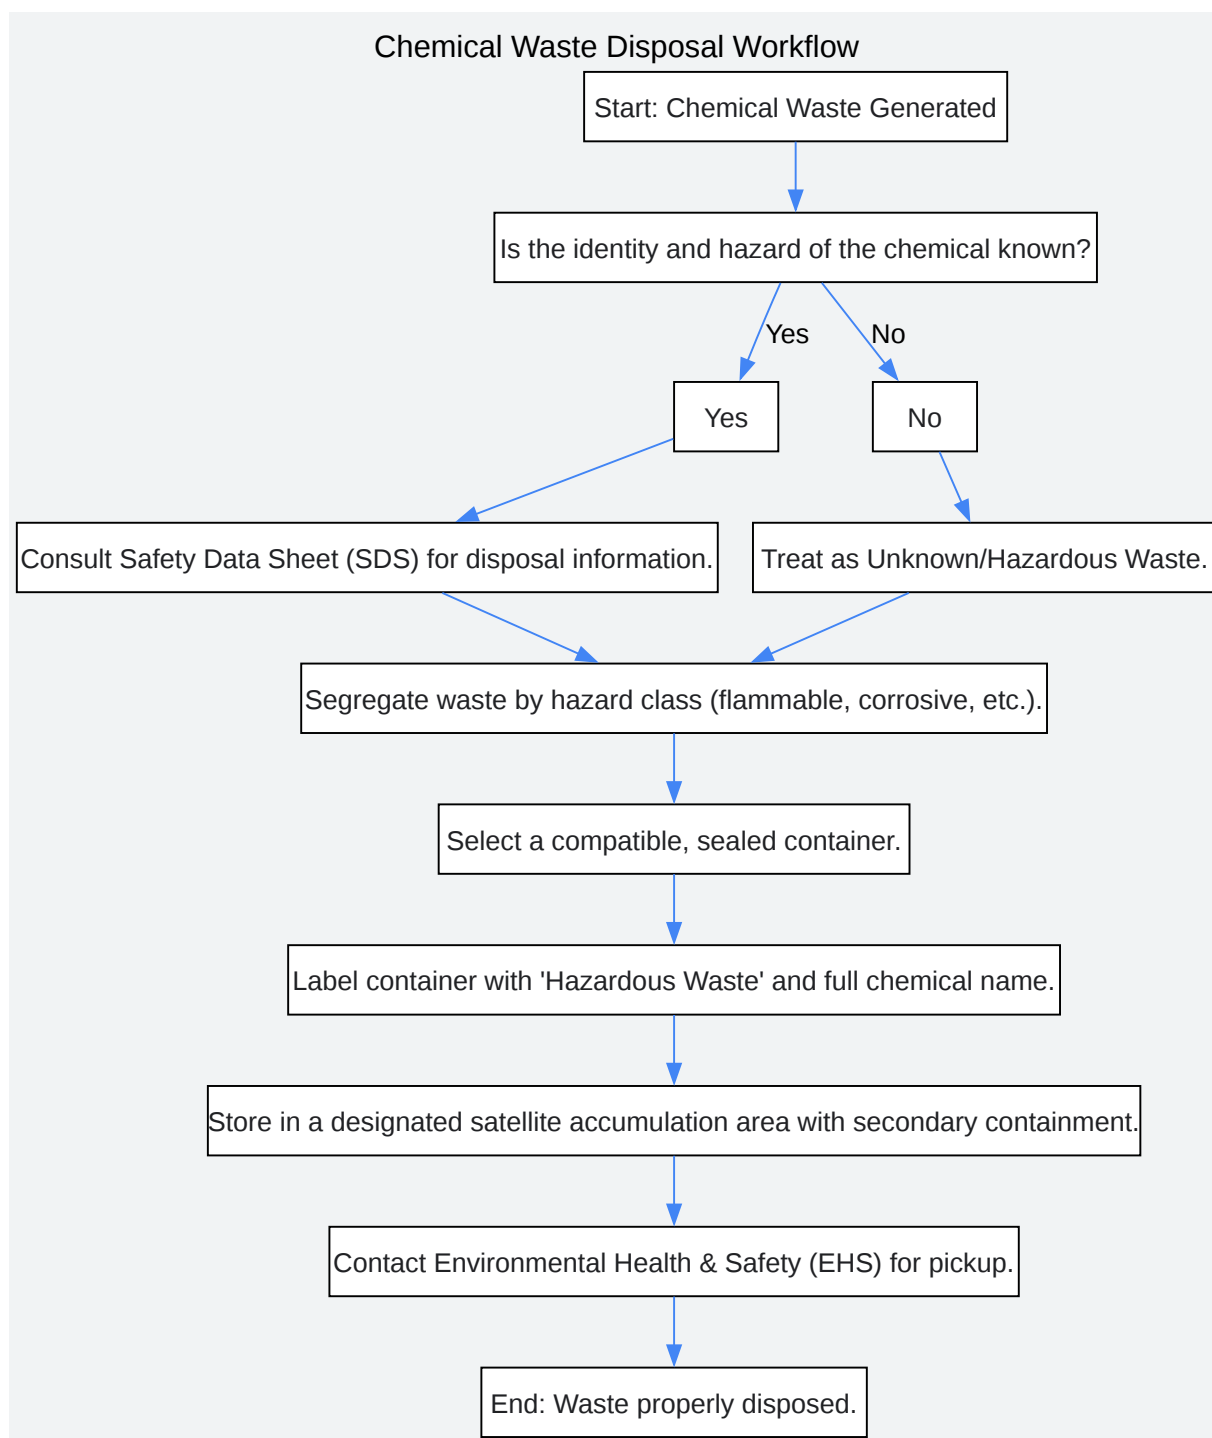 Chemical Waste Disposal Workflow
Start: Chemical Waste Generated
Is the identity and hazard of the chemical known?
Yes
No
Yes
No
Consult Safety Data Sheet (SDS) for disposal information.
Treat as Unknown/Hazardous Waste.
Segregate waste by hazard class (flammable, corrosive, etc.).
Select a compatible, sealed container.
Label container with 'Hazardous Waste' and full chemical name.
Store in a designated satellite accumulation area with secondary containment.
Contact Environmental Health & Safety (EHS) for pickup.
End: Waste properly disposed.